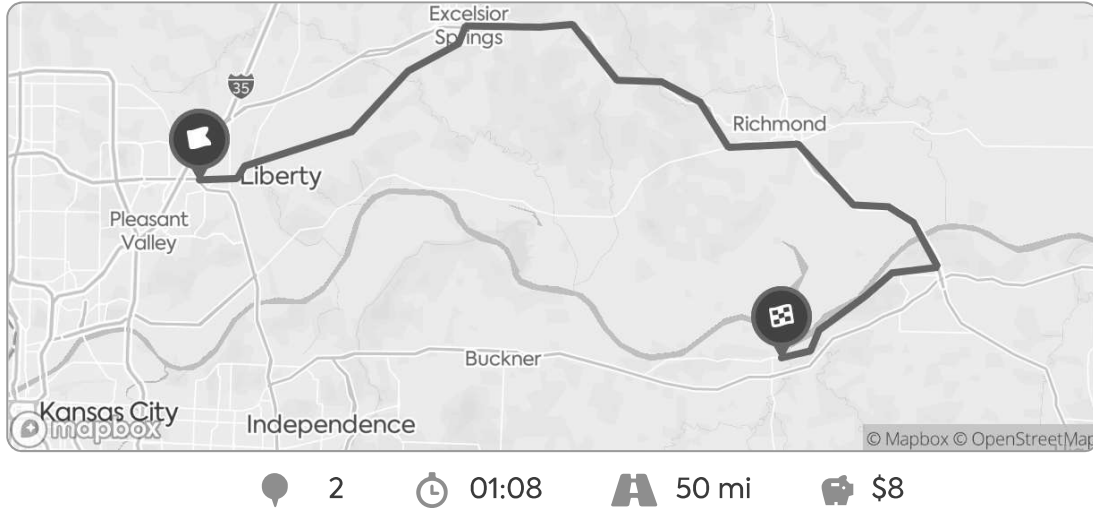 Excelsior
Springs
35
Richmond
Liberty
Pleasant
Valley
Buckner
Kansas City
Independence
mapbox
© Mapbox © OpenStreetMap
2
01:08
50 mi
$8